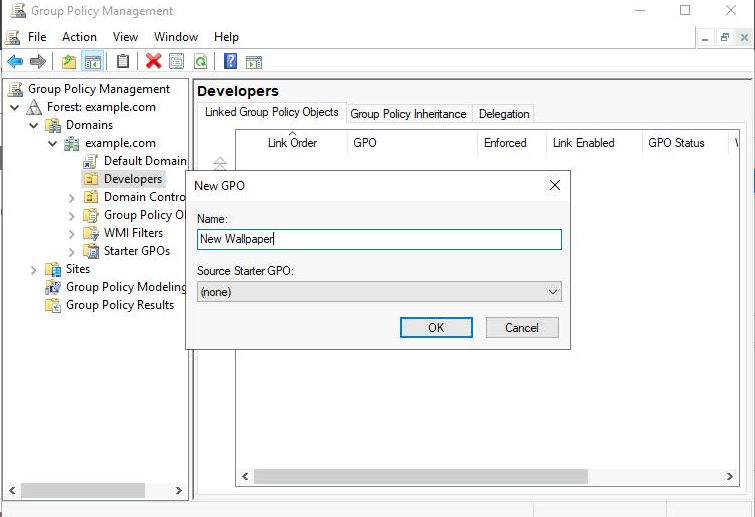 Group Policy Management
File Action View Window Help
Group Policy Management
Forest: example.com
Domains
example.com
Default Domain
Developers
Domain Contro
Group Policy O
WMI Filters
Starter GPOs
Sites
Group Policy Modeling
Group Policy Results
Developers
Linked Group Policy Objects Group Policy Inheritance Delegation
Link Order GPO Enforced Link Enabled GPO Status
New GPO
Name:
New Wallpaper
Source Starter GPO:
(none)
OK Cancel